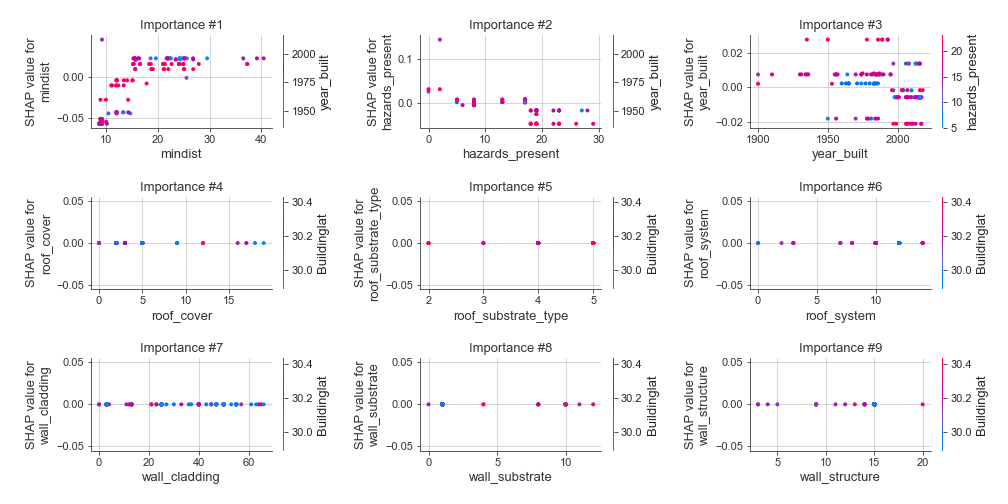 Importance #1
SHAP value for
mindist
0.00
−0.05
10
20
30
40
mindist
2000
1975
1950
year_built
Importance #2
SHAP value for
hazards_present
0.1
0.0
0
10
20
30
hazards_present
2000
1975
1950
year_built
Importance #3
SHAP value for
year_built
0.02
0.00
−0.02
1900
1950
2000
year_built
20
15
10
5
hazards_present
Importance #4
SHAP value for
roof_cover
0.05
0.00
−0.05
0
5
10
15
roof_cover
30.4
30.2
30.0
Buildinglat
Importance #5
SHAP value for
roof_substrate_type
0.05
0.00
−0.05
2
3
4
5
roof_substrate_type
30.4
30.2
30.0
Buildinglat
Importance #6
SHAP value for
roof_system
0.05
0.00
−0.05
0
5
10
roof_system
30.4
30.2
30.0
Buildinglat
Importance #7
SHAP value for
wall_cladding
0.05
0.00
−0.05
0
20
40
60
wall_cladding
30.4
30.2
30.0
Buildinglat
Importance #8
SHAP value for
wall_substrate
0.05
0.00
−0.05
0
5
10
wall_substrate
30.4
30.2
30.0
Buildinglat
Importance #9
SHAP value for
wall_structure
0.05
0.00
−0.05
5
10
15
20
wall_structure
30.4
30.2
30.0
Buildinglat